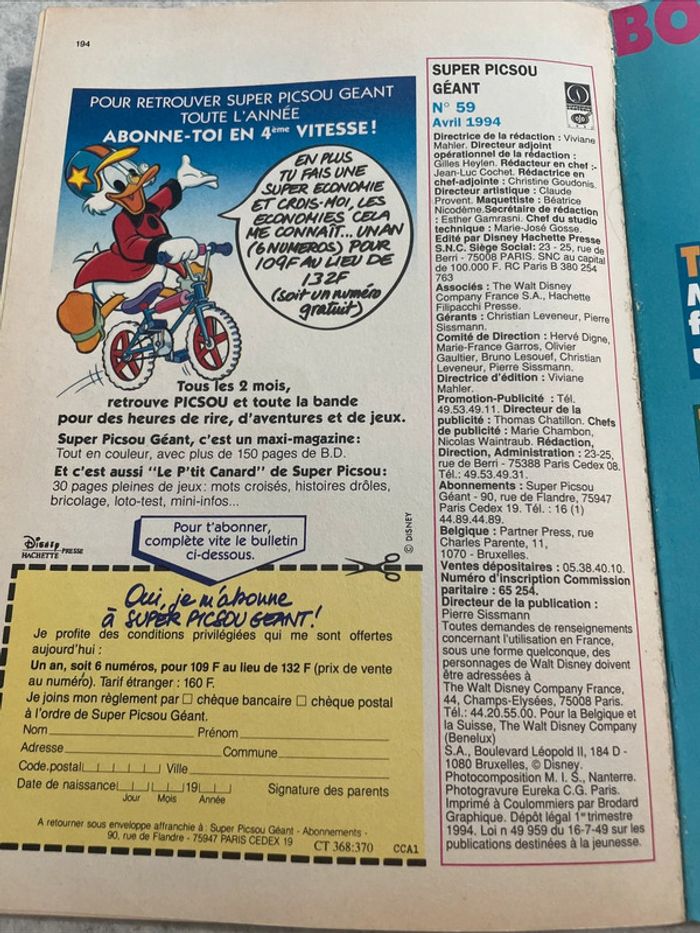 194
POUR RETROUVER SUPER PICSOU GEANT
TOUTE L'ANNÉE
ABONNE-TOI EN 4ème VITESSE!
EN PLUS
TU FAIS UNE
SUPER ECONOMIE
ET CROIS-MOI, LES
ECONOMIES CELA
ME CONNAÎT... UN AN
(6 NUMEROS) POUR
109F AU LIEU DE
132F
(soit un numéro
gratuit)
Tous les 2 mois,
retrouve PICSOU et toute la bande
pour des heures de rire, d'aventures et de jeux.
Super Picsou Géant, c'est un maxi-magazine:
Tout en couleur, avec plus de 150 pages de B.D.
Et c'est aussi "Le P'tit Canard" de Super Picsou:
30 pages pleines de jeux: mots croisés, histoires drôles,
bricolage, loto-test, mini-infos...
© DISNEY
Disney
HACHETTE PRESSE
Pour t'abonner,
complète vite le bulletin
ci-dessous.
Oui, je m'abonne
à SUPER PICSOU GEANT!
Je profite des conditions privilégiées qui me sont offertes
aujourd'hui :
Un an, soit 6 numéros, pour 109 F au lieu de 132 F (prix de vente
au numéro). Tarif étranger : 160 F.
Je joins mon règlement par □ chèque bancaire □ chèque postal
à l'ordre de Super Picsou Géant.
Nom Prénom
Adresse Commune
Code.postal Ville
Date de naissance 19 Signature des parents
Jour Mois Année
A retourner sous enveloppe affranchie à : Super Picsou Géant - Abonnements -
90, rue de Flandre - 75947 PARIS CEDEX 19
CT 368:370 CCA1
SUPER PICSOU
GÉANT
N° 59
Avril 1994
Directrice de la rédaction : Viviane
Mahler. Directeur adjoint
opérationnel de la rédaction :
Gilles Heylen. Rédacteur en chef :-
Jean-Luc Cochet. Rédactrice en
chef-adjointe : Christine Goudonis.
Directeur artistique : Claude
Provent. Maquettiste : Béatrice
Nicodème.Secrétaire de rédaction
: Esther Gamrasni. Chef du studio
technique : Marie-José Gosse.
Edité par Disney Hachette Presse
S.N.C. Siège Social: 23 - 25, rue de
Berri - 75008 PARIS. SNC au capital
de 100.000 F. RC Paris B 380 254
763
Associés : The Walt Disney
Company France S.A., Hachette
Filipacchi Presse.
Gérants : Christian Leveneur, Pierre
Sissmann.
Comité de Direction : Hervé Digne,
Marie-France Garros, Olivier
Gaultier, Bruno Lesouef, Christian
Leveneur, Pierre Sissmann.
Directrice d'édition : Viviane
Mahler.
Promotion-Publicité : Tél.
49.53.49.11. Directeur de la
publicité : Thomas Chatillon. Chefs
de publicité : Marie Chambon,
Nicolas Waintraub. Rédaction,
Direction, Administration : 23-25,
rue de Berri - 75388 Paris Cedex 08.
Tél.: 49.53.49.31.
Abonnements : Super Picsou
Géant - 90, rue de Flandre, 75947
Paris Cedex 19. Tél. : 16 (1)
44.89.44.89.
Belgique : Partner Press, rue
Charles Parente, 11,
1070 - Bruxelles.
Ventes dépositaires : 05.38.40.10.
Numéro d'inscription Commission
paritaire : 65 254.
Directeur de la publication :
Pierre Sissmann
Toutes demandes de renseignements
concernant l'utilisation en France,
sous une forme quelconque, des
personnages de Walt Disney doivent
être adressées à
The Walt Disney Company France,
44, Champs-Elysées, 75008 Paris.
Tél.: 44.20.55.00. Pour la Belgique et
la Suisse, The Walt Disney Company
(Benelux)
S.A., Boulevard Léopold II, 184 D -
1080 Bruxelles, © Disney.
Photocomposition M. I. S., Nanterre.
Photogravure Eureka C.G. Paris.
Imprimé à Coulommiers par Brodard
Graphique. Dépôt légal 1er trimestre
1994. Loi n 49 959 du 16-7-49 sur les
publications destinées à la jeunesse.
BO